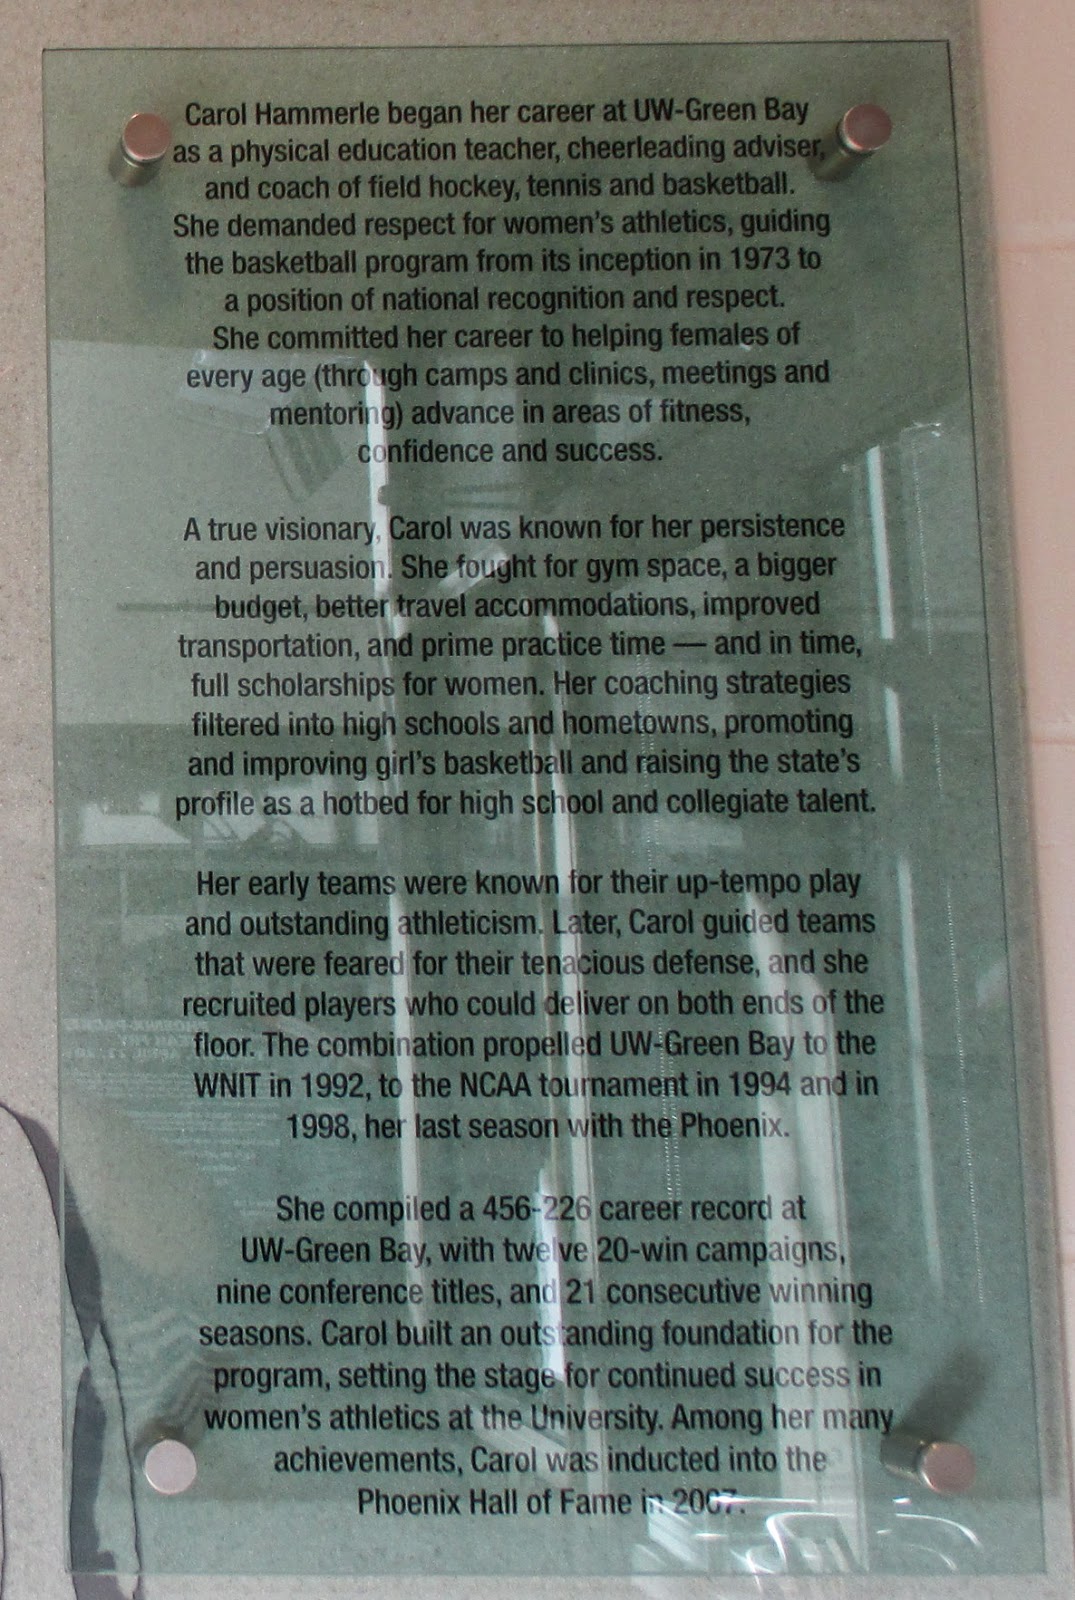 Carol Hammerle began her career at UW-Green Bay
as a physical education teacher, cheerleading adviser,
and coach of field hockey, tennis and basketball.
She demanded respect for women's athletics, guiding
the basketball program from its inception in 1973 to
a position of national recognition and respect.
She committed her career to helping females of
every age (through camps and clinics, meetings and
mentoring) advance in areas of fitness,
confidence and success.
A true visionary, Carol was known for her persistence
and persuasion. She fought for gym space, a bigger
budget, better travel accommodations, improved
transportation, and prime practice time — and in time,
full scholarships for women. Her coaching strategies
filtered into high schools and hometowns, promoting
and improving girl's basketball and raising the state's
profile as a hotbed for high school and collegiate talent.
Her early teams were known for their up-tempo play
and outstanding athleticism. Later, Carol guided teams
that were feared for their tenacious defense, and she
recruited players who could deliver on both ends of the
floor. The combination propelled UW-Green Bay to the
WNIT in 1992, to the NCAA tournament in 1994 and in
1998, her last season with the Phoenix.
She compiled a 456-226 career record at
UW-Green Bay, with twelve 20-win campaigns,
nine conference titles, and 21 consecutive winning
seasons. Carol built an outstanding foundation for the
program, setting the stage for continued success in
women's athletics at the University. Among her many
achievements, Carol was inducted into the
Phoenix Hall of Fame in 2007.